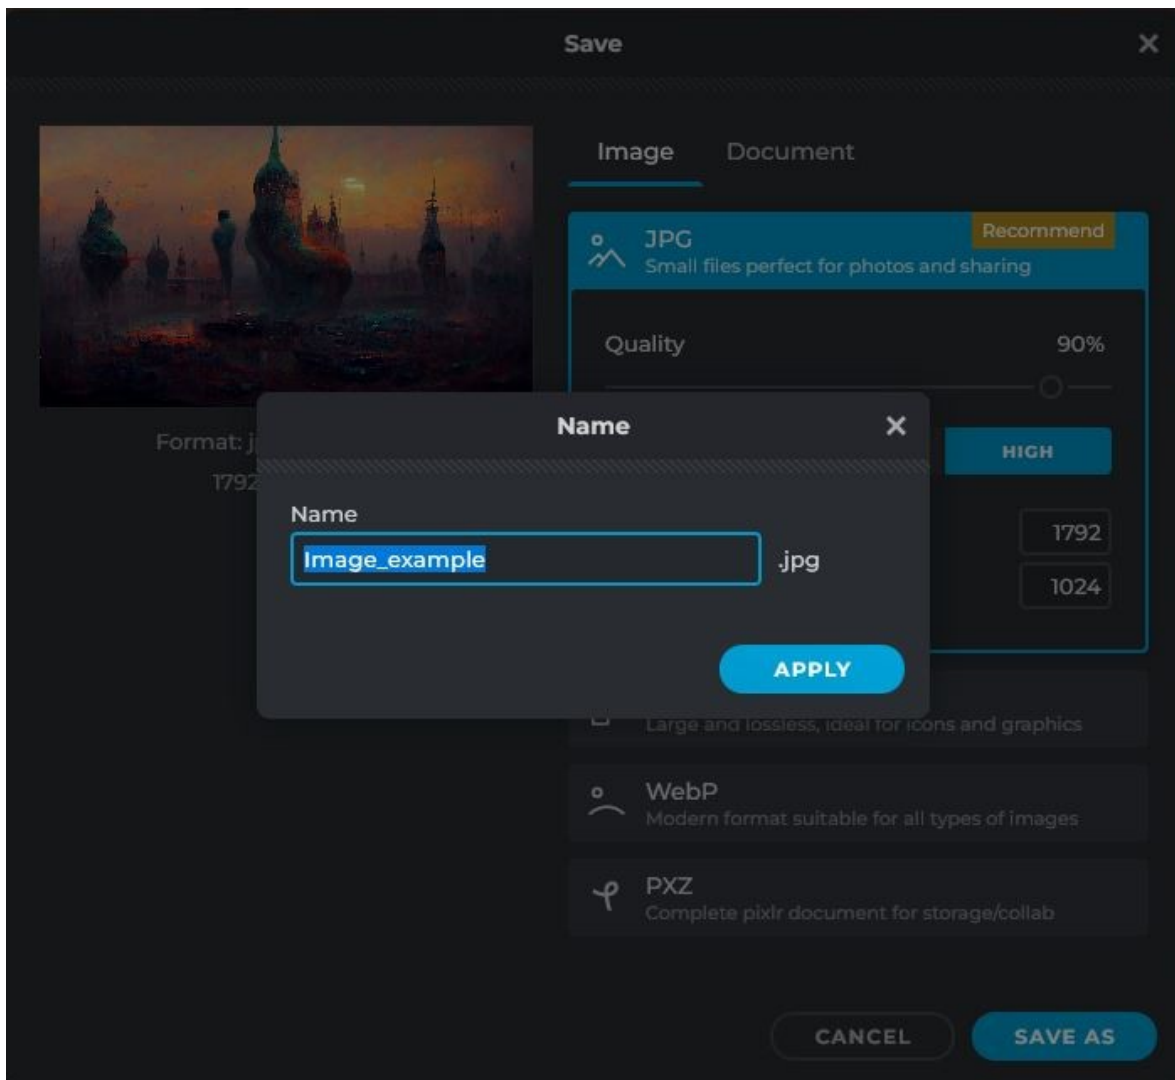 Save
Image Document
JPG
Recommend
Small files perfect for photos and sharing
Quality 90%
Format:
1792
HIGH
1792
1024
Name
Name
Image_example .jpg
APPLY
Large and lossless, ideal for icons and graphics
WebP
Modern format suitable for all types of images
PXZ
Complete pixlr document for storage/collab
CANCEL SAVE AS